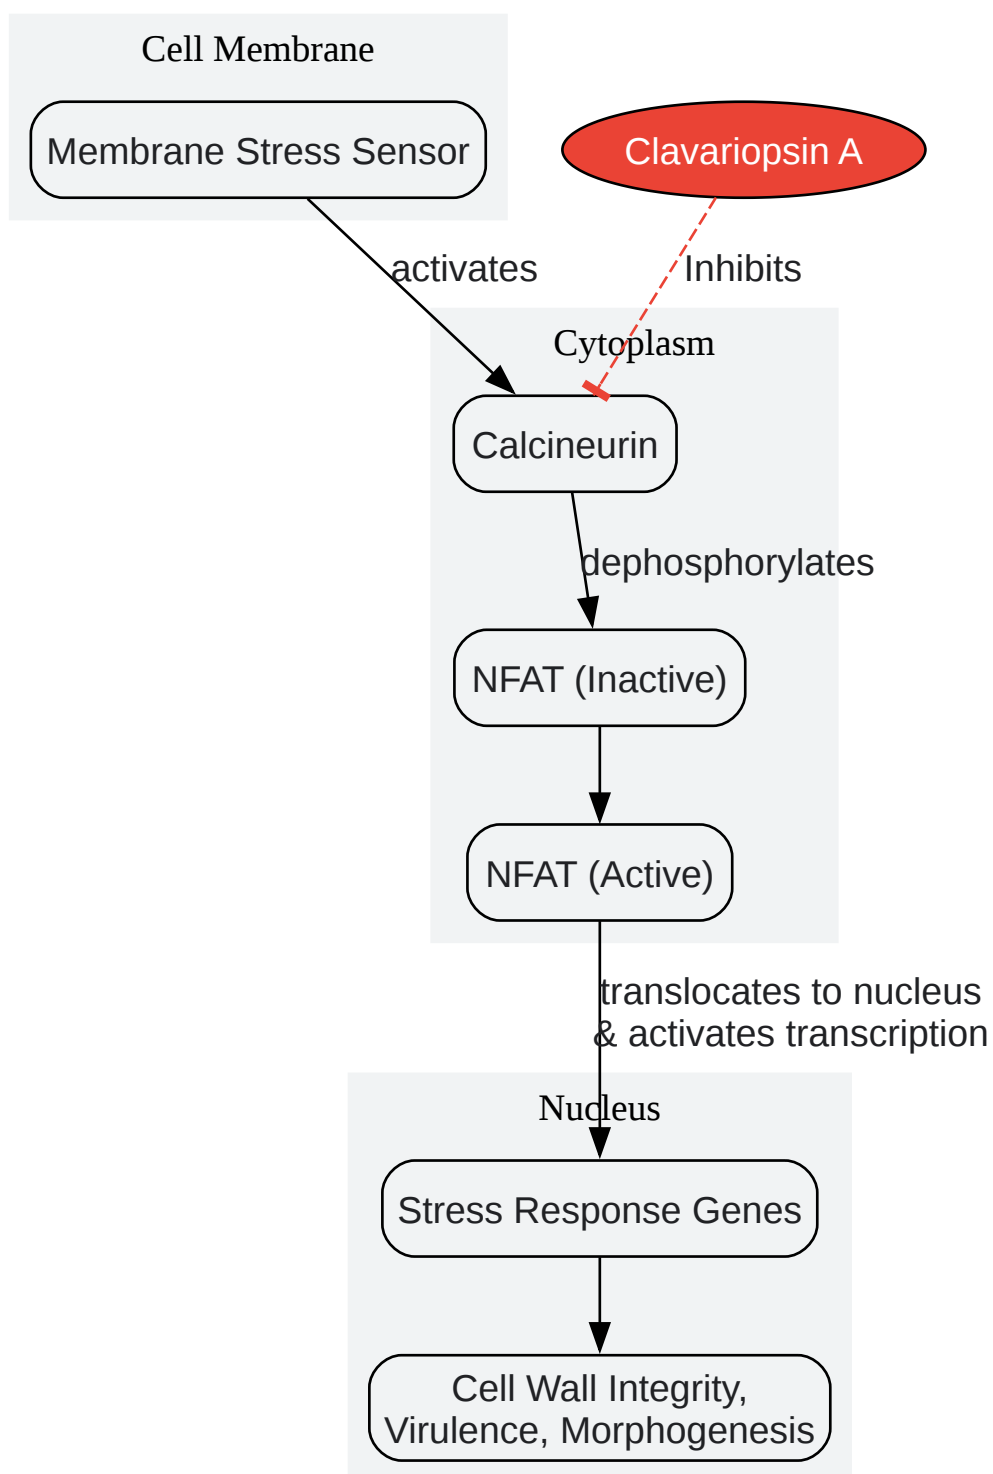 Cell Membrane
Membrane Stress Sensor
Clavariopsin A
activates
Inhibits
Cytoplasm
Calcineurin
dephosphorylates
NFAT (Inactive)
NFAT (Active)
translocates to nucleus
& activates transcription
Nucleus
Stress Response Genes
Cell Wall Integrity,
Virulence, Morphogenesis